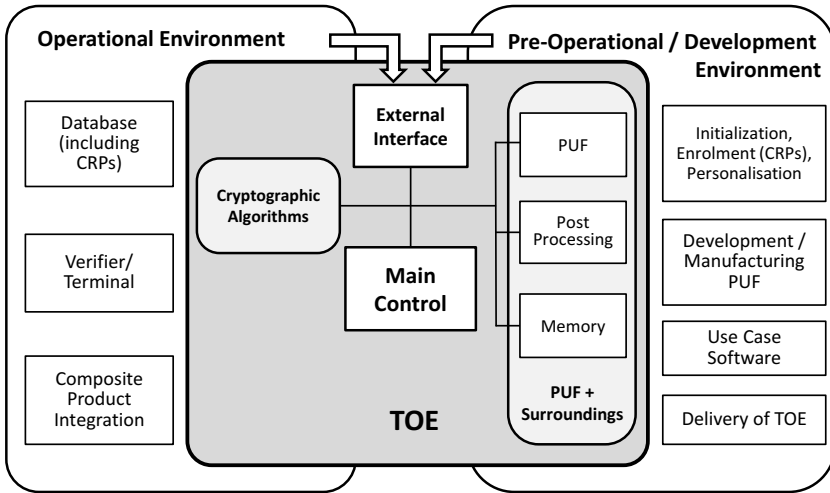 Operational Environment
Database
(including
CRPs)
Verifier/
Terminal
Composite
Product
Integration
External
Interface
Cryptographic
Algorithms
Main
Control
TOE
PUF
Post
Processing
Memory
PUF +
Surroundings
Pre-Operational / Development
Environment
Initialization,
Enrolment (CRPs),
Personalisation
Development /
Manufacturing
PUF
Use Case
Software
Delivery of TOE